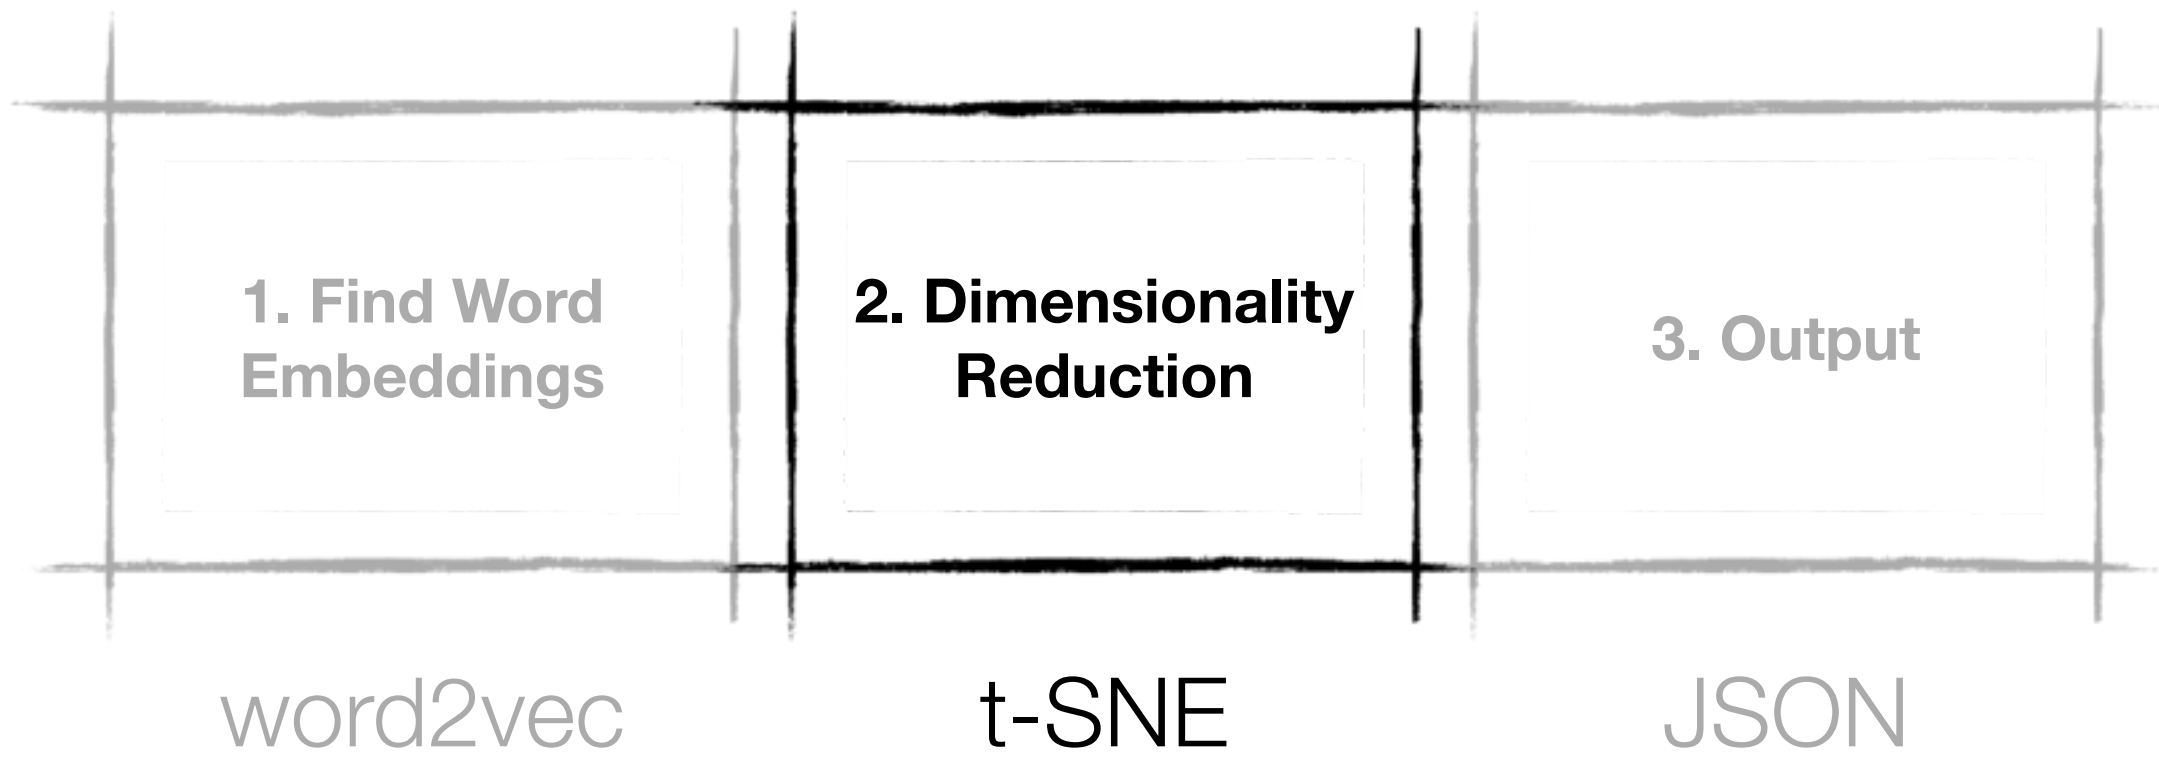 1. Find Word
Embeddings
2. Dimensionality
Reduction
3. Output
word2vec
t-SNE
JSON